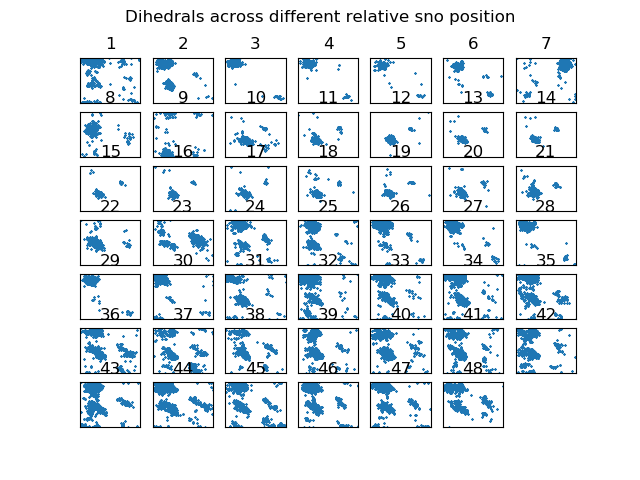 Dihedrals across different relative sno position
1 2 3 4 5 6 7
8 9 10 11 12 13 14
15 16 17 18 19 20 21
22 23 24 25 26 27 28
29 30 31 32 33 34 35
36 37 38 39 40 41 42
43 44 45 46 47 48